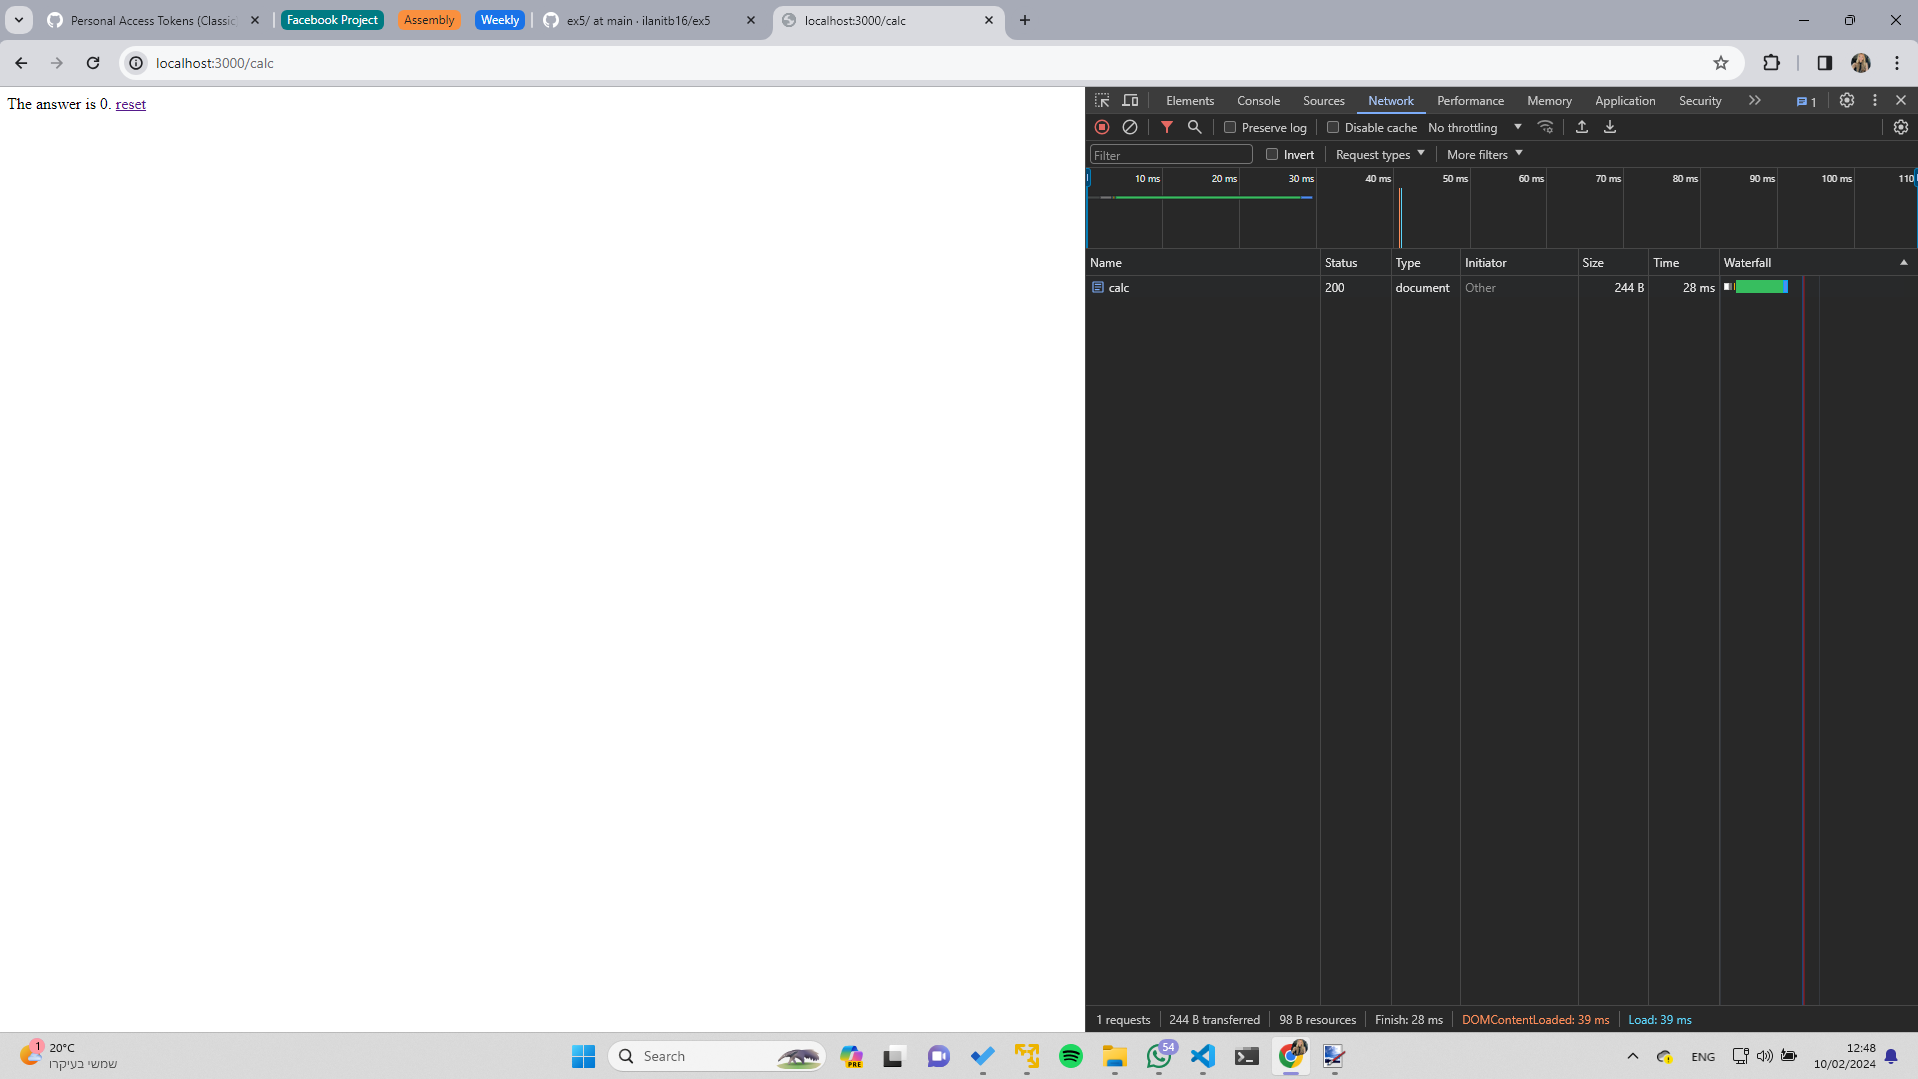 Personal Access Tokens (Classic
Facebook Project
Assembly
Weekly
ex5/ at main · ilanitb16/ex5
localhost:3000/calc
localhost:3000/calc
The answer is 0. reset
Elements Console Sources Network Performance Memory Application Security 1
Preserve log Disable cache No throttling
Filter Invert Request types More filters
10 ms 20 ms 30 ms 40 ms 50 ms 60 ms 70 ms 80 ms 90 ms 100 ms 110
Name Status Type Initiator Size Time Waterfall
calc 200 document Other 244 B 28 ms
1 requests 244 B transferred 98 B resources Finish: 28 ms DOMContentLoaded: 39 ms Load: 39 ms
1
20°C
שמשי בעיקרו
Search
PRE
54
ENG
12:48
10/02/2024